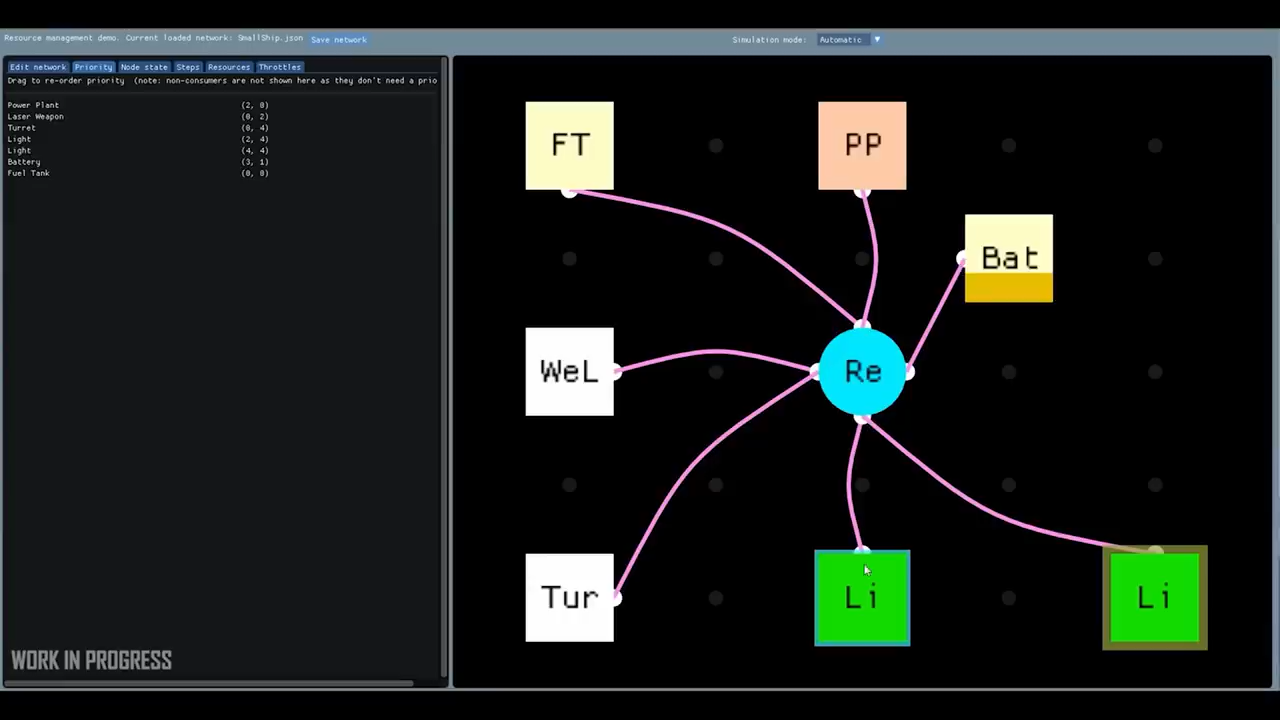 Resource management demo. Current loaded network: SmallShip.json Save network Simulation mode: Automatic
Edit network Priority Node state Steps Resources Throttles
Drag to re-order priority (note: non-consumers are not shown here as they don't need a prio
Power Plant (2, 0)
Laser Weapon (0, 2)
Turret (0, 4)
Light (2, 4)
Light (4, 4)
Battery (3, 1)
Fuel Tank (0, 0)
FT PP
Bat
WeL Re
Tur Li Li
WORK IN PROGRESS